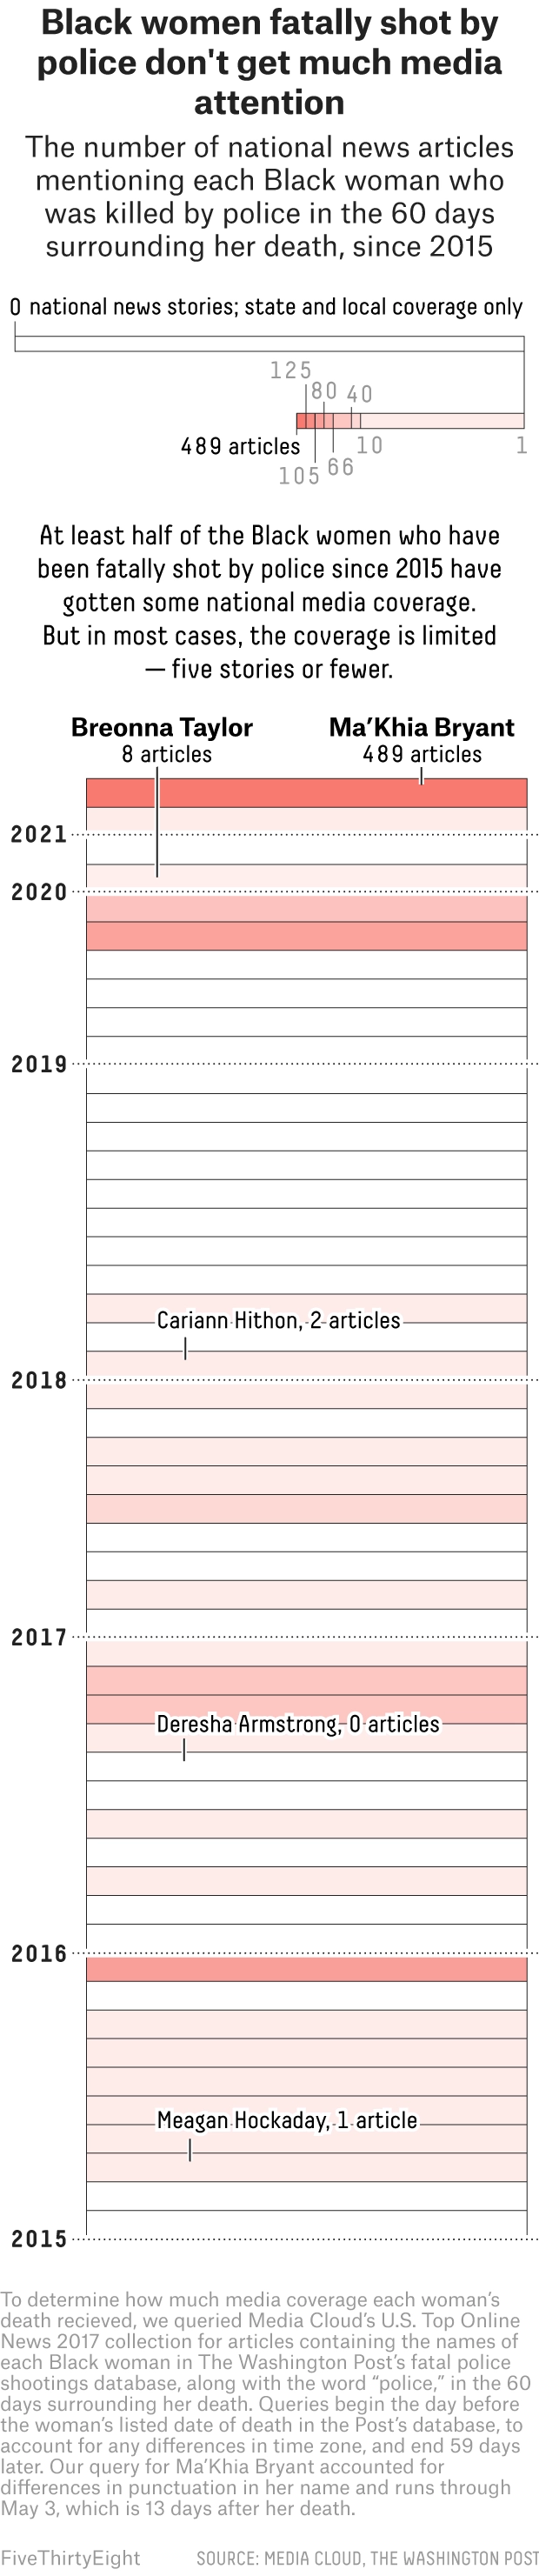 Black women fatally shot by
police don't get much media
attention
The number of national news articles
mentioning each Black woman who
was killed by police in the 60 days
surrounding her death, since 2015
0 national news stories; state and local coverage only
125
80 40
489 articles
10 1
105 66
At least half of the Black women who have
been fatally shot by police since 2015 have
gotten some national media coverage.
But in most cases, the coverage is limited
— five stories or fewer.
Breonna Taylor
8 articles
Ma’Khia Bryant
489 articles
2021
2020
2019
Cariann Hithon, 2 articles
2018
2017
Deresha Armstrong, 0 articles
2016
Meagan Hockaday, 1 article
2015
To determine how much media coverage each woman’s
death recieved, we queried Media Cloud’s U.S. Top Online
News 2017 collection for articles containing the names of
each Black woman in The Washington Post’s fatal police
shootings database, along with the word “police,” in the 60
days surrounding her death. Queries begin the day before
the woman’s listed date of death in the Post’s database, to
account for any differences in time zone, and end 59 days
later. Our query for Ma’Khia Bryant accounted for
differences in punctuation in her name and runs through
May 3, which is 13 days after her death.
FiveThirtyEight SOURCE: MEDIA CLOUD, THE WASHINGTON POST